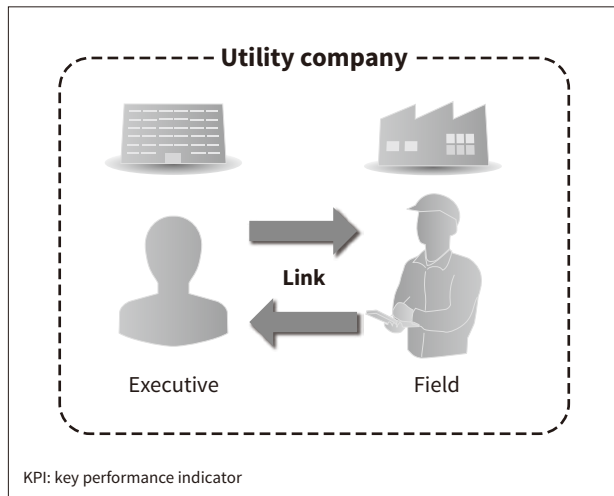 Utility company
Link
Executive
Field
KPI: key performance indicator